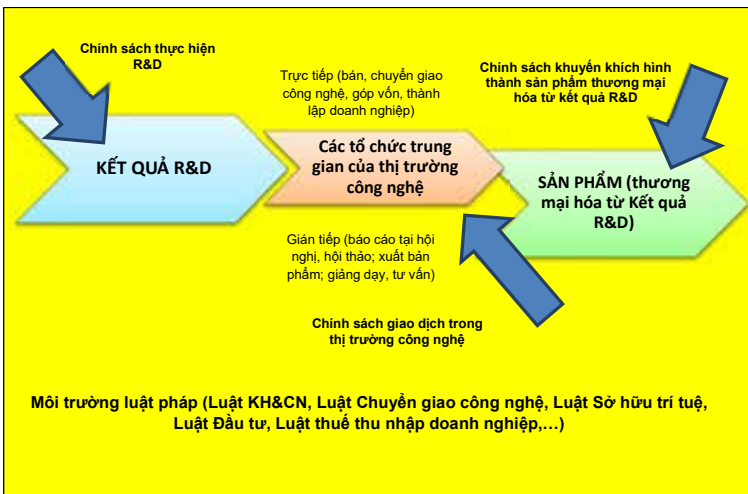 Chính sách thực hiện
R&D
Trực tiếp (bán, chuyển giao
công nghệ, góp vốn, thành
lập doanh nghiệp)
Chính sách khuyến khích hình
thành sản phẩm thương mại
hóa từ kết quả R&D
KẾT QUẢ R&D
Các tổ chức trung
gian của thị trường
công nghệ
SẢN PHẨM (thương
mại hóa từ Kết quả
R&D)
Gián tiếp (báo cáo tại hội
nghị, hội thảo; xuất bản
phẩm; giảng dạy, tư vấn)
Chính sách giao dịch trong
thị trường công nghệ
Môi trường luật pháp (Luật KH&CN, Luật Chuyển giao công nghệ, Luật Sở hữu trí tuệ,
Luật Đầu tư, Luật thuế thu nhập doanh nghiệp,…)